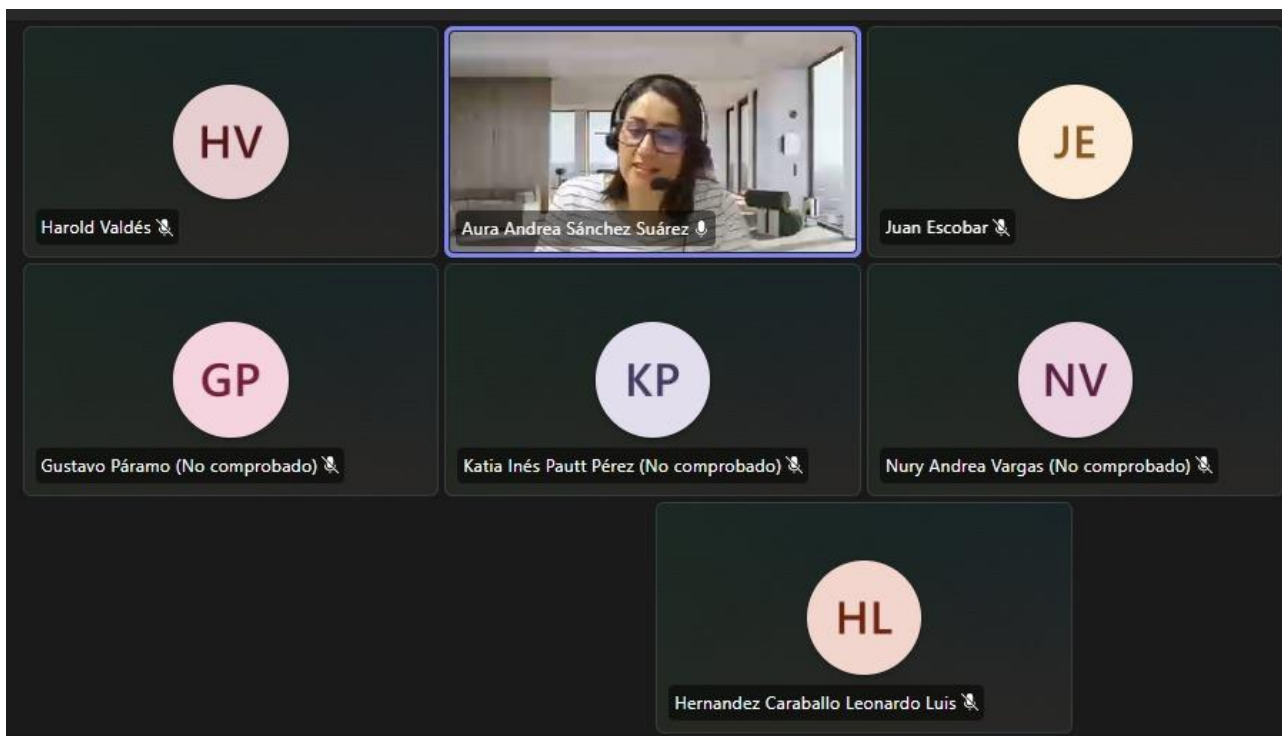 HV
Harold Valdés
Aura Andrea Sánchez Suárez
JE
Juan Escobar
GP
Gustavo Páramo (No comprobado)
KP
Katia Inés Pautt Pérez (No comprobado)
NV
Nury Andrea Vargas (No comprobado)
HL
Hernandez Caraballo Leonardo Luis